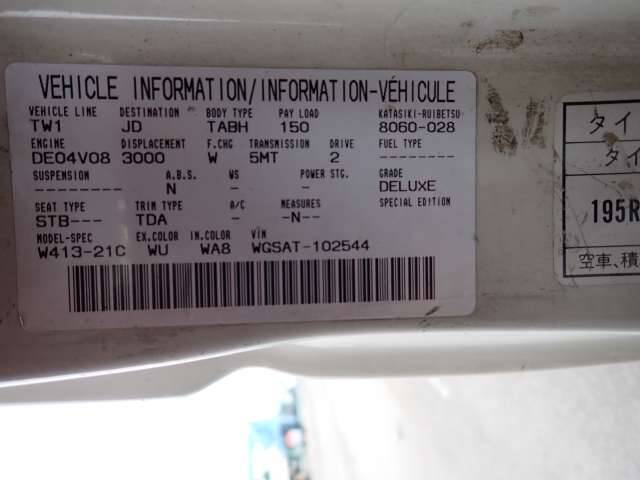 VEHICLE INFORMATION/INFORMATION-VÉHICULE
VEHICLE LINE DESTINATION BODY TYPE PAY LOAD KATASIKI-RUIBETSU
TW1 JD TABH 150 8060-028
ENGINE DISPLACEMENT F.CHG TRANSMISSION DRIVE FUEL TYPE
DE04V08 3000 W 5MT 2 --------
SUSPENSION A.B.S. WS POWER STG. GRADE
-------- N - --- DELUXE
SEAT TYPE TRIM TYPE A/C MEASURES SPECIAL EDITION
STB--- TDA -N--
MODEL-SPEC EX.COLOR IN.COLOR VIN
W413-21C WU WA8 WGSAT-102544
タイ
タイ
195R
空車、積